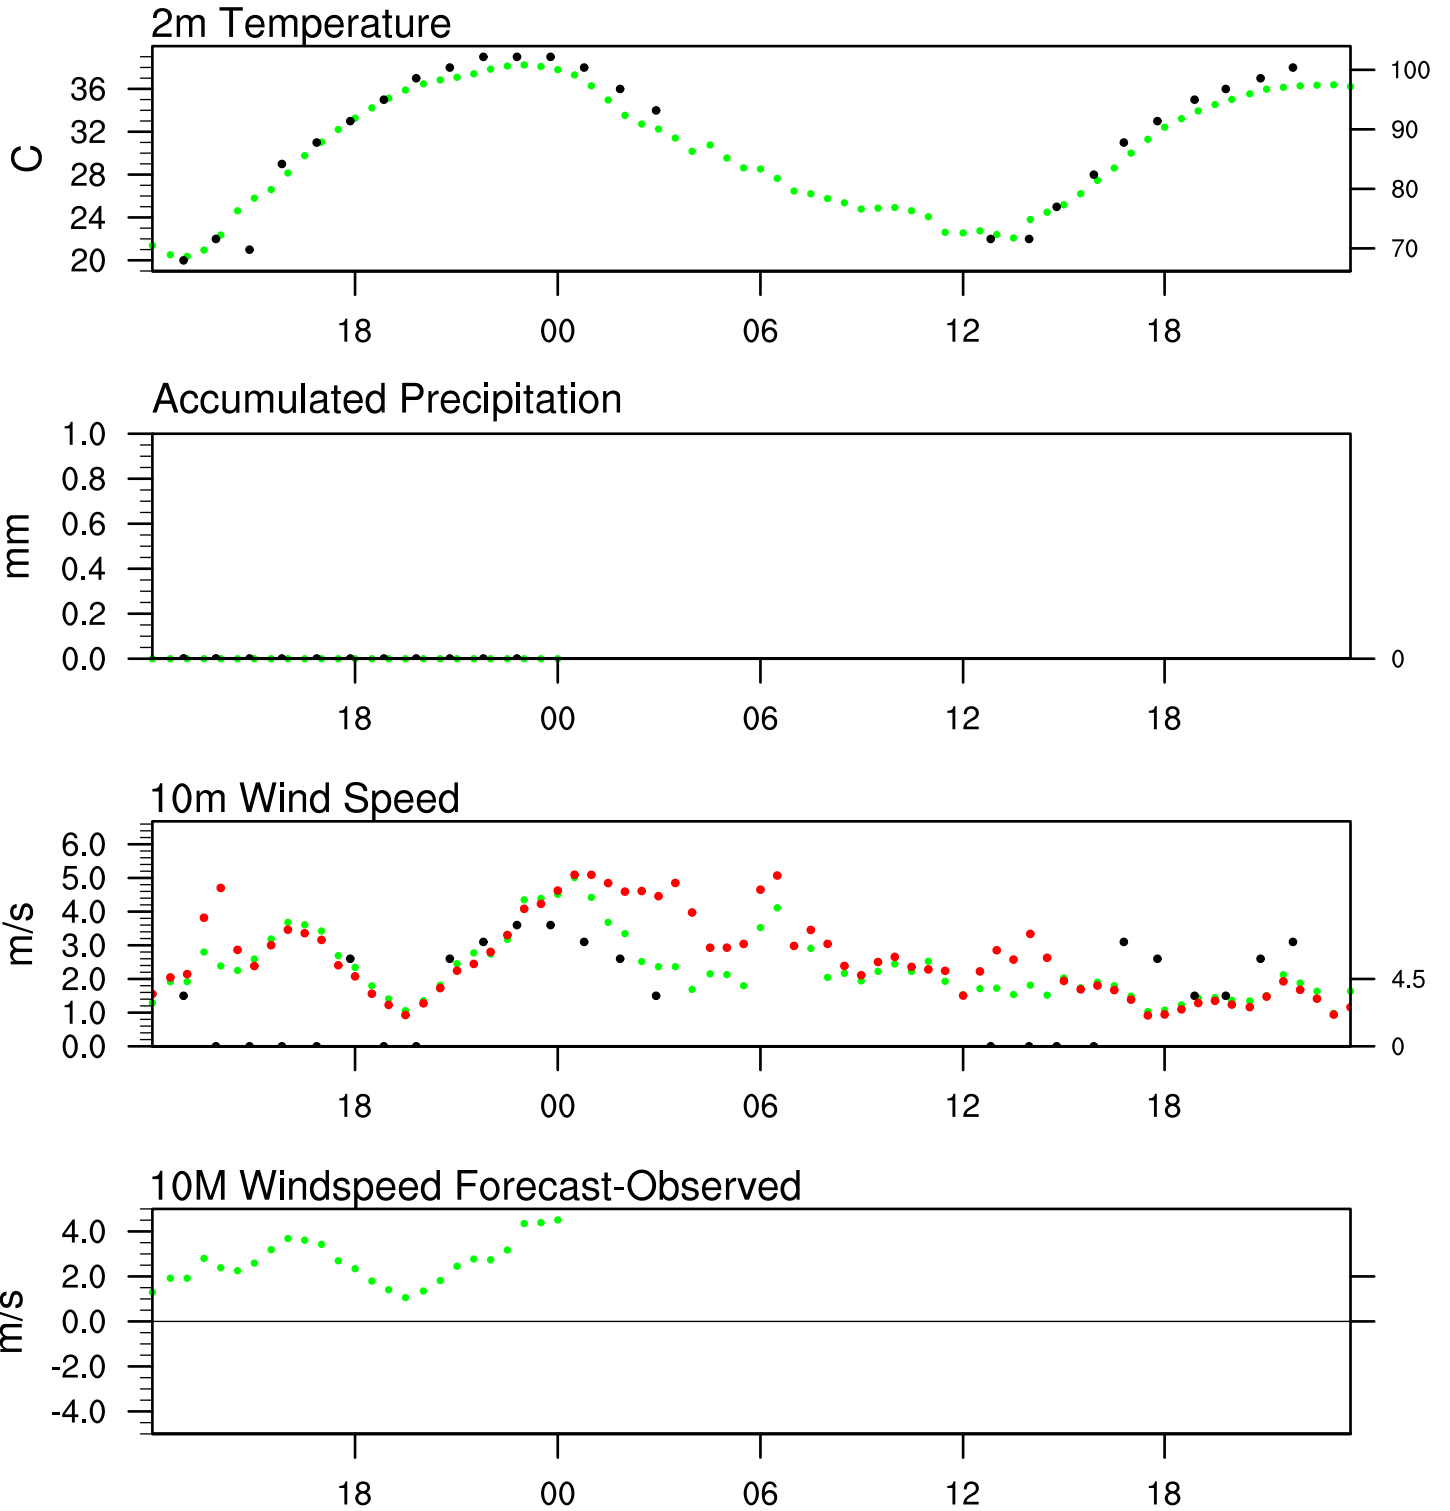 2m Temperature
C
36
32
28
24
20
100
90
80
70
18 00 06 12 18
Accumulated Precipitation
mm
1.0
0.8
0.6
0.4
0.2
0.0
0
18 00 06 12 18
10m Wind Speed
m/s
6.0
5.0
4.0
3.0
2.0
1.0
0.0
4.5
0
18 00 06 12 18
10M Windspeed Forecast-Observed
m/s
4.0
2.0
0.0
-2.0
-4.0
18 00 06 12 18